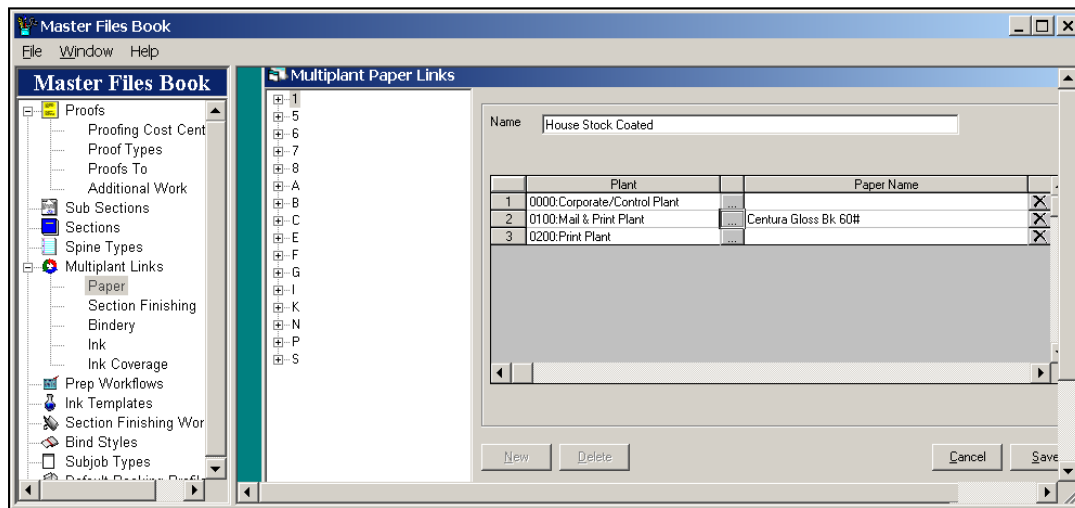 Master Files Book
File Window Help
Master Files Book
Proofs
Proofing Cost Cent
Proof Types
Proofs To
Additional Work
Sub Sections
Sections
Spine Types
Multiplant Links
Paper
Section Finishing
Bindery
Ink
Ink Coverage
Prep Workflows
Ink Templates
Section Finishing Wor
Bind Styles
Subjob Types
Multiplant Paper Links
1
5
6
7
8
A
B
C
E
F
G
I
K
N
P
S
Name House Stock Coated
Plant Paper Name
1 0000:Corporate/Control Plant ... X
2 0100:Mail & Print Plant ... Centura Gloss Bk 60# X
3 0200:Print Plant ... X
New Delete Cancel Save